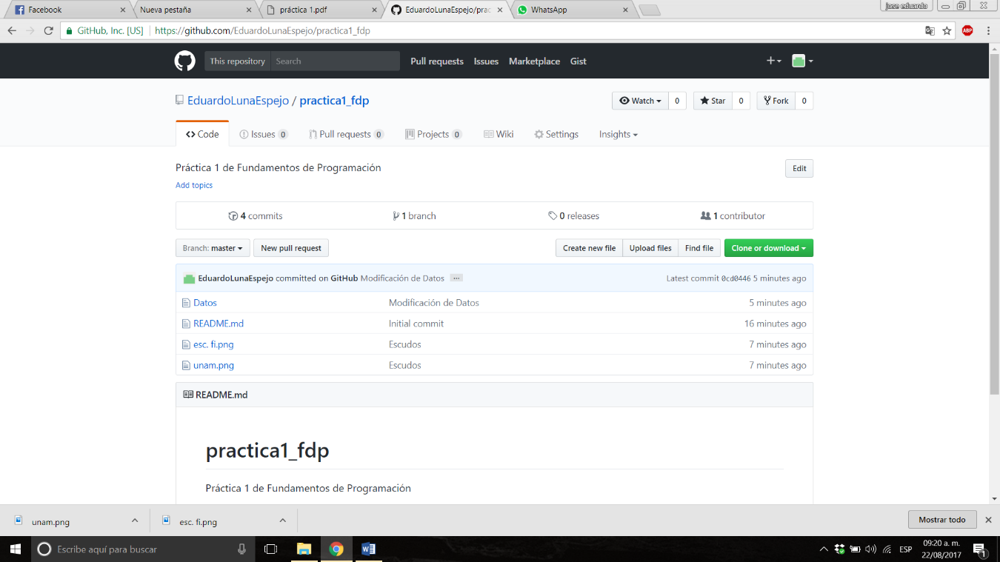 Facebook
Nueva pestaña
práctica 1.pdf
EduardoLunaEspejo/prac
WhatsApp
jose eduardo
GitHub, Inc. [US]
https://github.com/EduardoLunaEspejo/practica1_fdp
ABP
This repository
Search
Pull requests
Issues
Marketplace
Gist
EduardoLunaEspejo / practica1_fdp
Watch 0
Star 0
Fork 0
Code
Issues 0
Pull requests 0
Projects 0
Wiki
Settings
Insights
Práctica 1 de Fundamentos de Programación
Edit
Add topics
4 commits
1 branch
0 releases
1 contributor
Branch: master
New pull request
Create new file
Upload files
Find file
Clone or download
EduardoLunaEspejo committed on GitHub Modificación de Datos ...
Latest commit 0cd0446 5 minutes ago
Datos
Modificación de Datos
5 minutes ago
README.md
Initial commit
16 minutes ago
esc. fi.png
Escudos
7 minutes ago
unam.png
Escudos
7 minutes ago
README.md
practica1_fdp
Práctica 1 de Fundamentos de Programación
unam.png
esc. fi.png
Mostrar todo
Escribe aquí para buscar
ESP
09:20 a. m.
22/08/2017
1